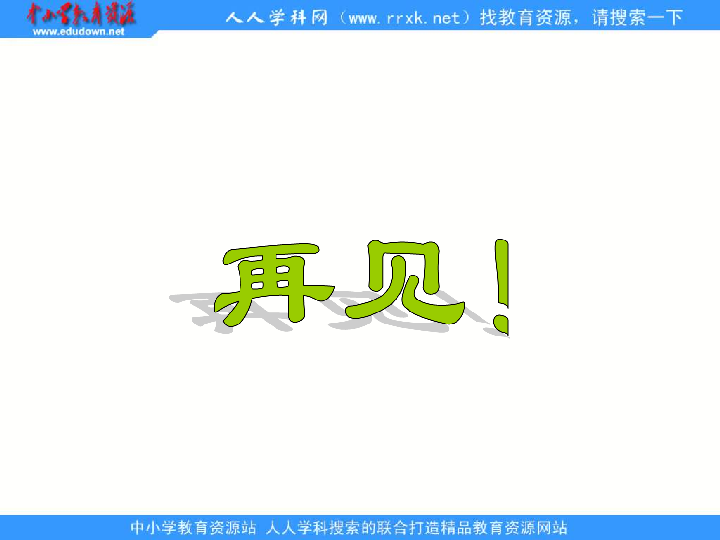 中小学教育资源
www.edudown.net
人人学科网（www.rrxk.net）找教育资源，请搜索一下
再见！
中小学教育资源站 人人学科搜索的联合打造精品教育资源网站